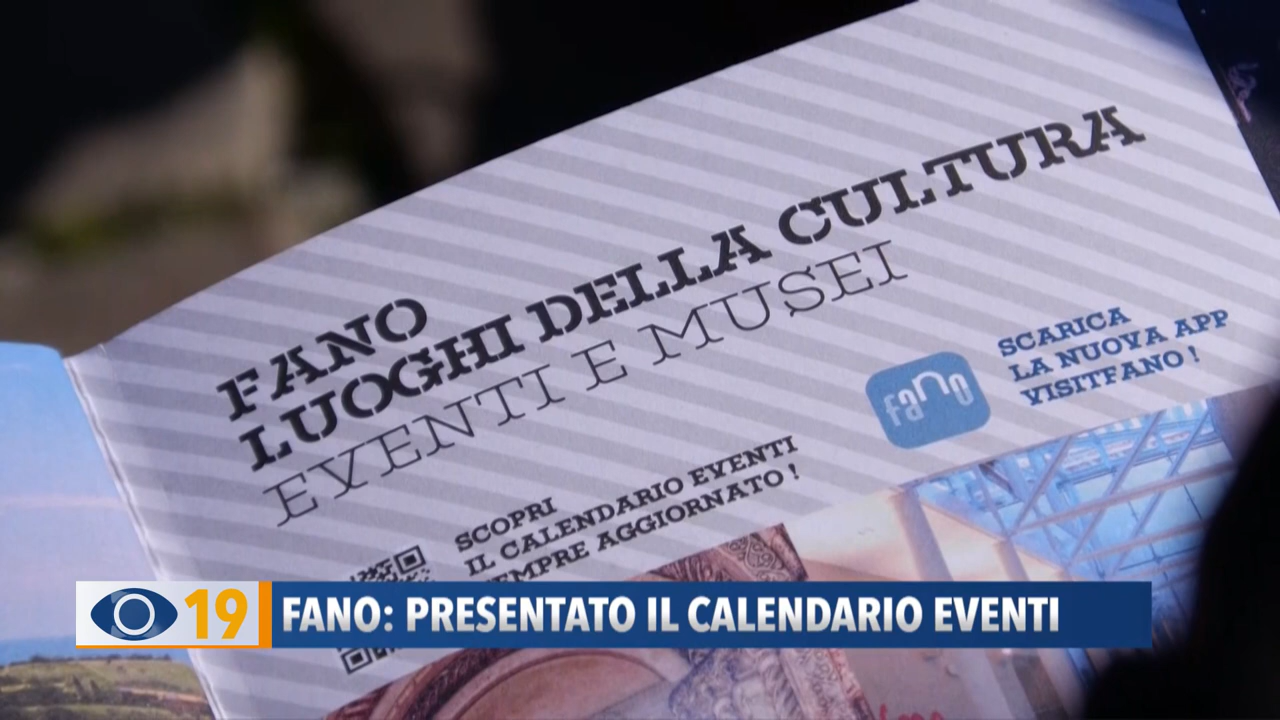 FANO
LUOGHI DELLA CULTURA
EVENTI E MUSEI
fano
SCARICA
LA NUOVA APP
VISITFANO !
SCOPRI
IL CALENDARIO EVENTI
SEMPRE AGGIORNATO !
19 FANO: PRESENTATO IL CALENDARIO EVENTI